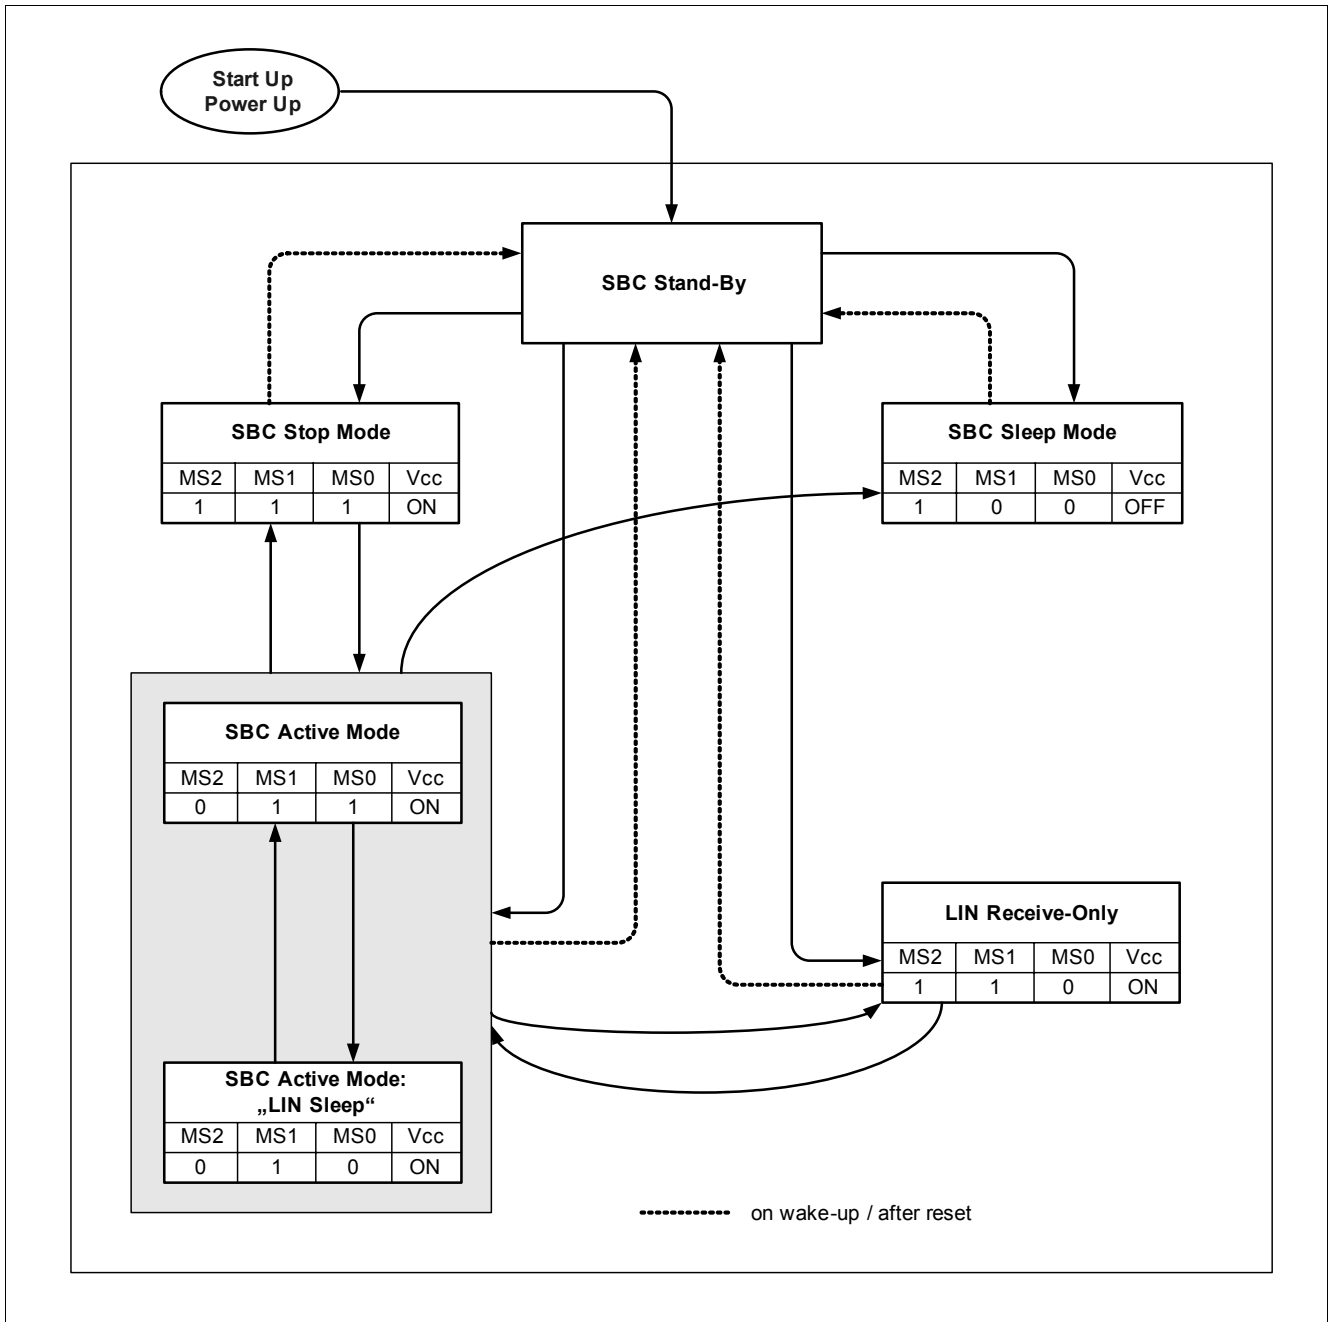 Start Up
Power Up
SBC Stand-By
SBC Stop Mode
MS2 MS1 MS0 Vcc
1 1 1 ON
SBC Sleep Mode
MS2 MS1 MS0 Vcc
1 0 0 OFF
SBC Active Mode
MS2 MS1 MS0 Vcc
0 1 1 ON
LIN Receive-Only
MS2 MS1 MS0 Vcc
1 1 0 ON
SBC Active Mode:
„LIN Sleep“
MS2 MS1 MS0 Vcc
0 1 0 ON
on wake-up / after reset